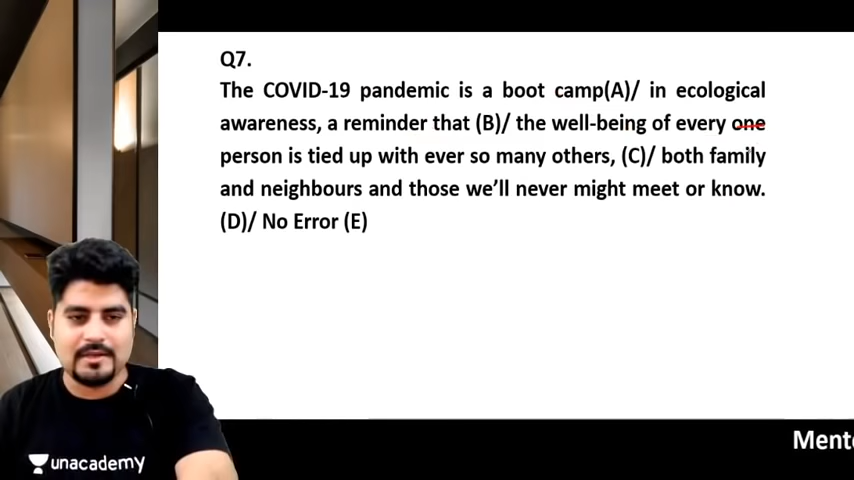 Q7.
The COVID-19 pandemic is a boot camp(A)/ in ecological
awareness, a reminder that (B)/ the well-being of every one
person is tied up with ever so many others, (C)/ both family
and neighbours and those we'll never might meet or know.
(D)/ No Error (E)
unacademy